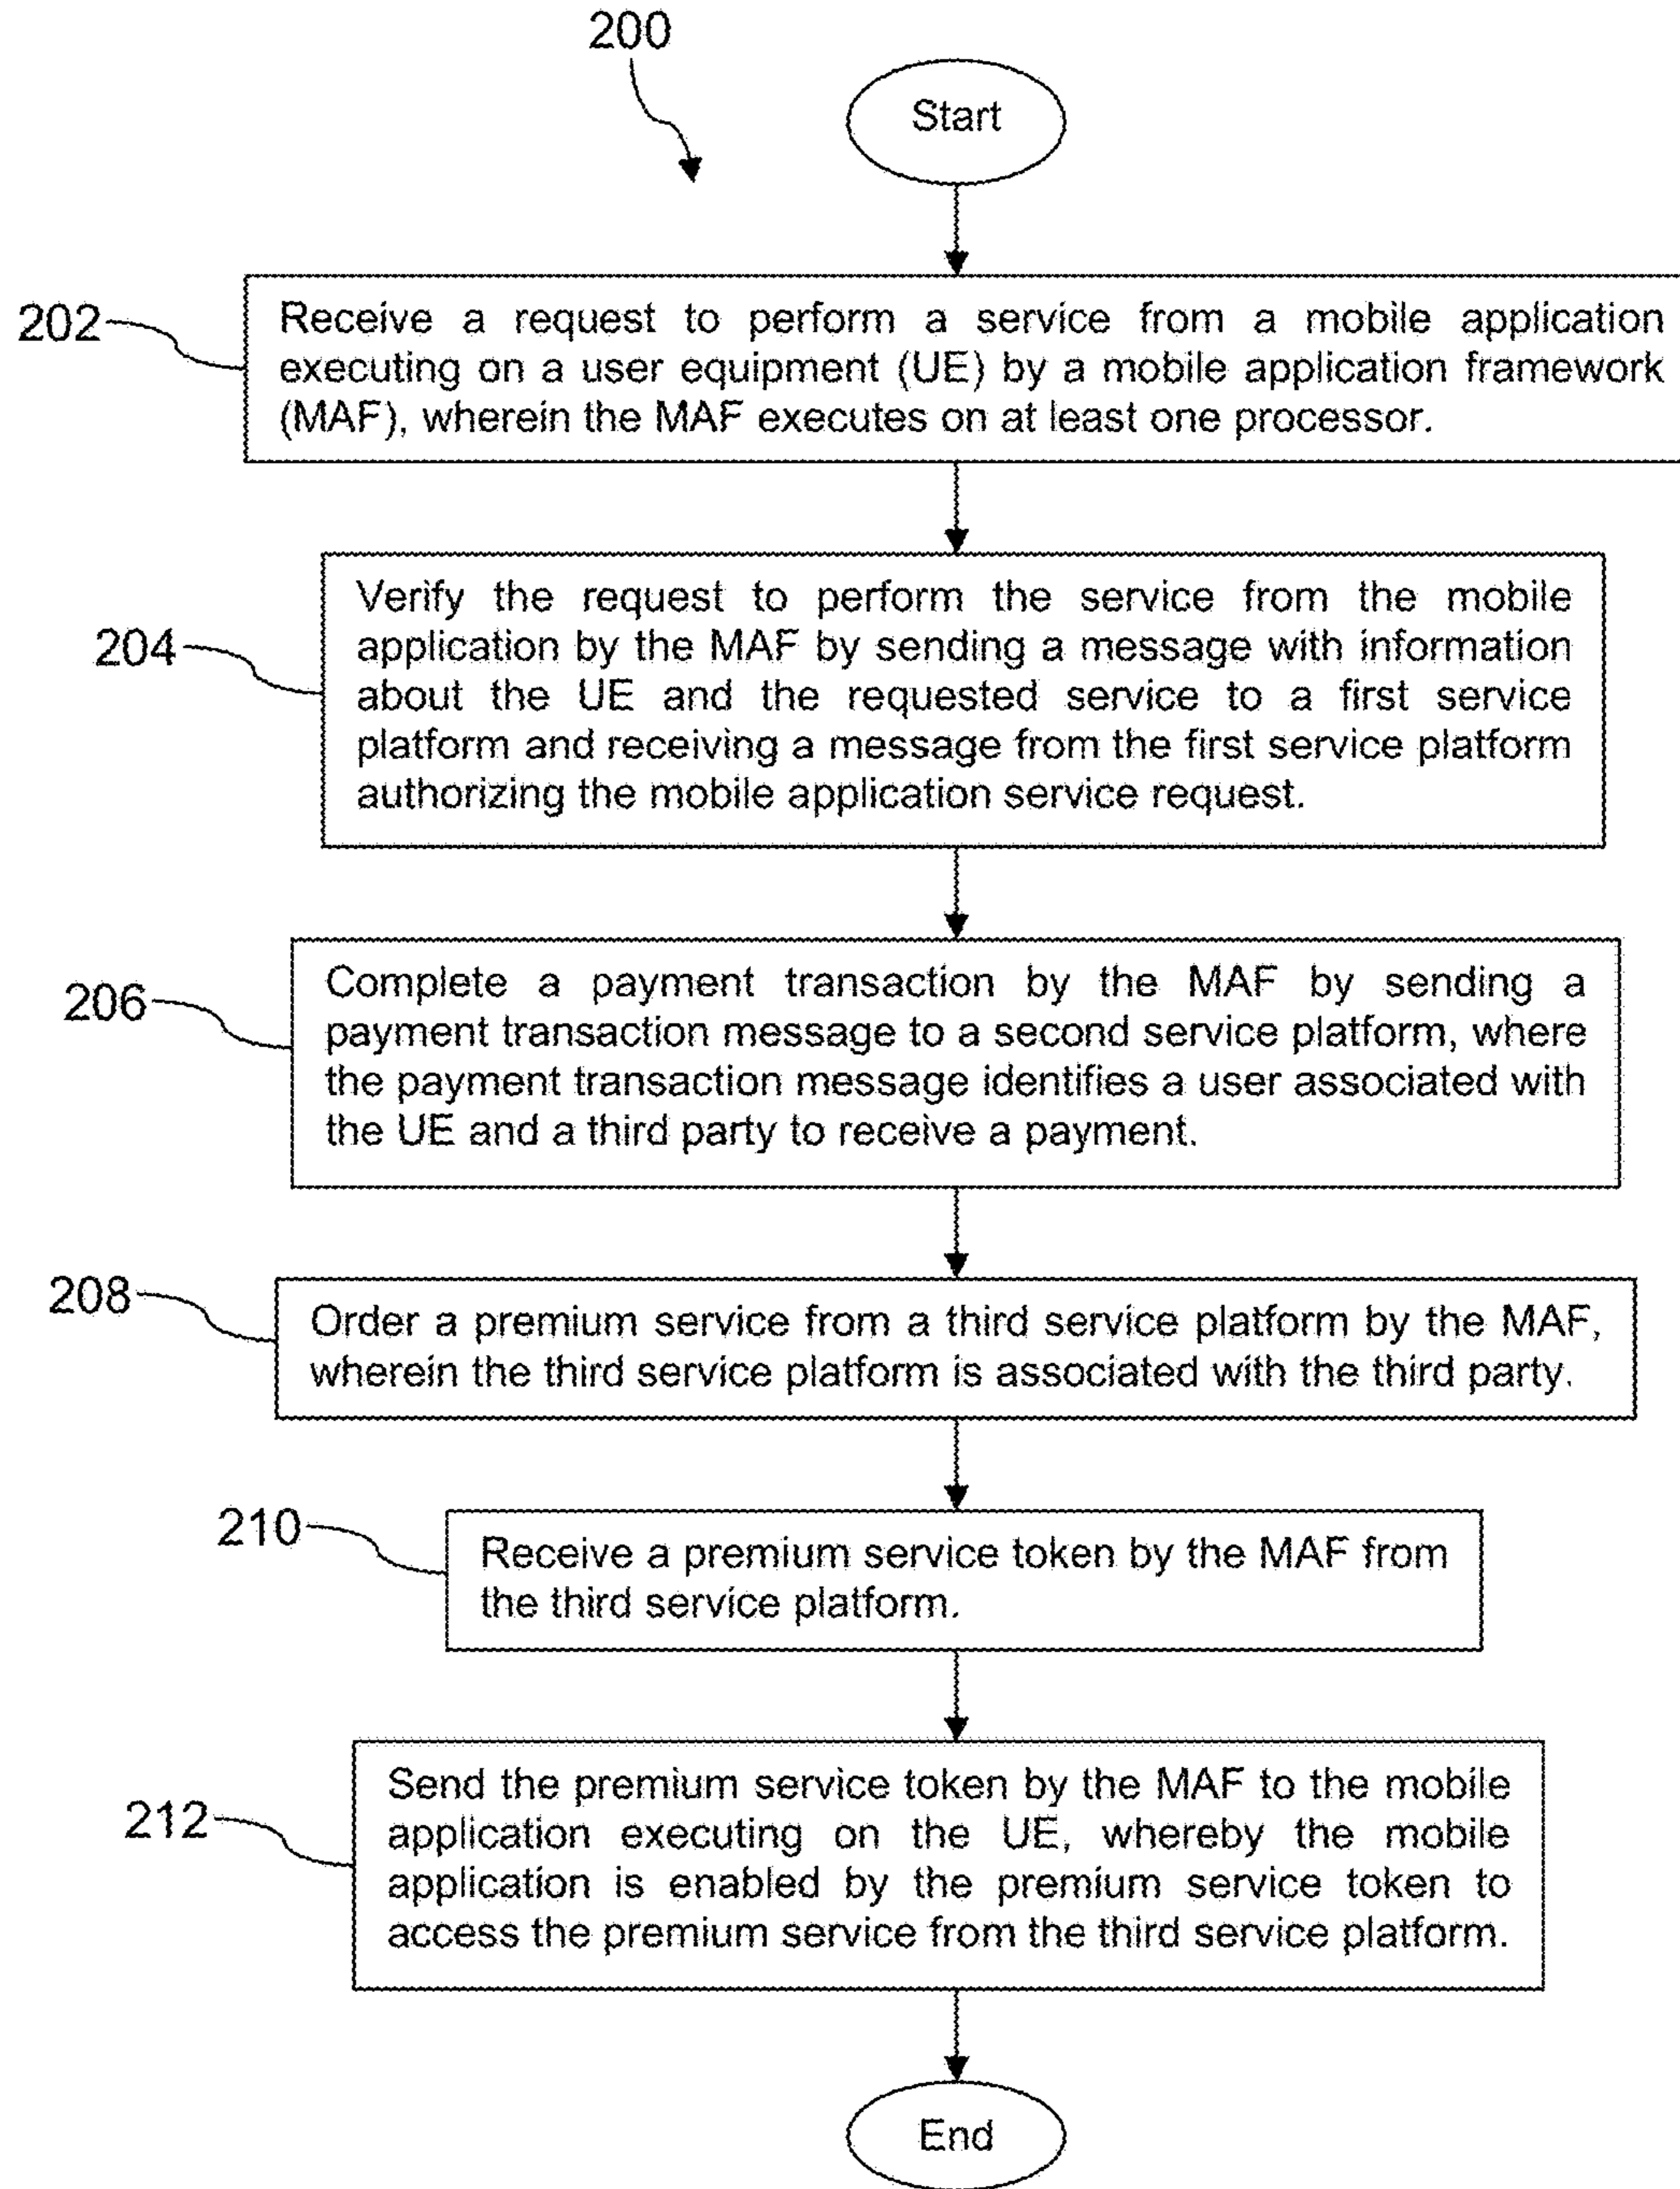 200
Start
202
Receive a request to perform a service from a mobile application
executing on a user equipment (UE) by a mobile application framework
(MAF), wherein the MAF executes on at least one processor.
204
Verify the request to perform the service from the mobile
application by the MAF by sending a message with information
about the UE and the requested service to a first service
platform and receiving a message from the first service platform
authorizing the mobile application service request.
206
Complete a payment transaction by the MAF by sending a
payment transaction message to a second service platform, where
the payment transaction message identifies a user associated with
the UE and a third party to receive a payment.
208
Order a premium service from a third service platform by the MAF,
wherein the third service platform is associated with the third party.
210
Receive a premium service token by the MAF from
the third service platform.
212
Send the premium service token by the MAF to the mobile
application executing on the UE, whereby the mobile
application is enabled by the premium service token to
access the premium service from the third service platform.
End